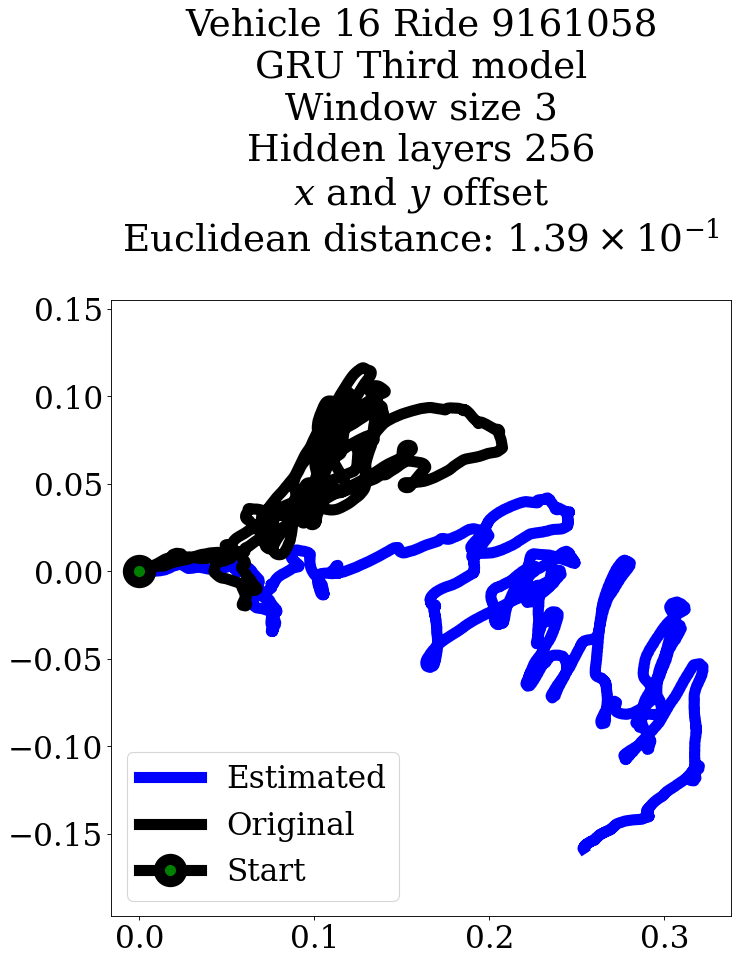 Vehicle 16 Ride 9161058
GRU Third model
Window size 3
Hidden layers 256
x and y offset
Euclidean distance: 1.39 × 10⁻¹
0.15
0.10
0.05
0.00
−0.05
−0.10
−0.15
Estimated
Original
Start
0.0 0.1 0.2 0.3